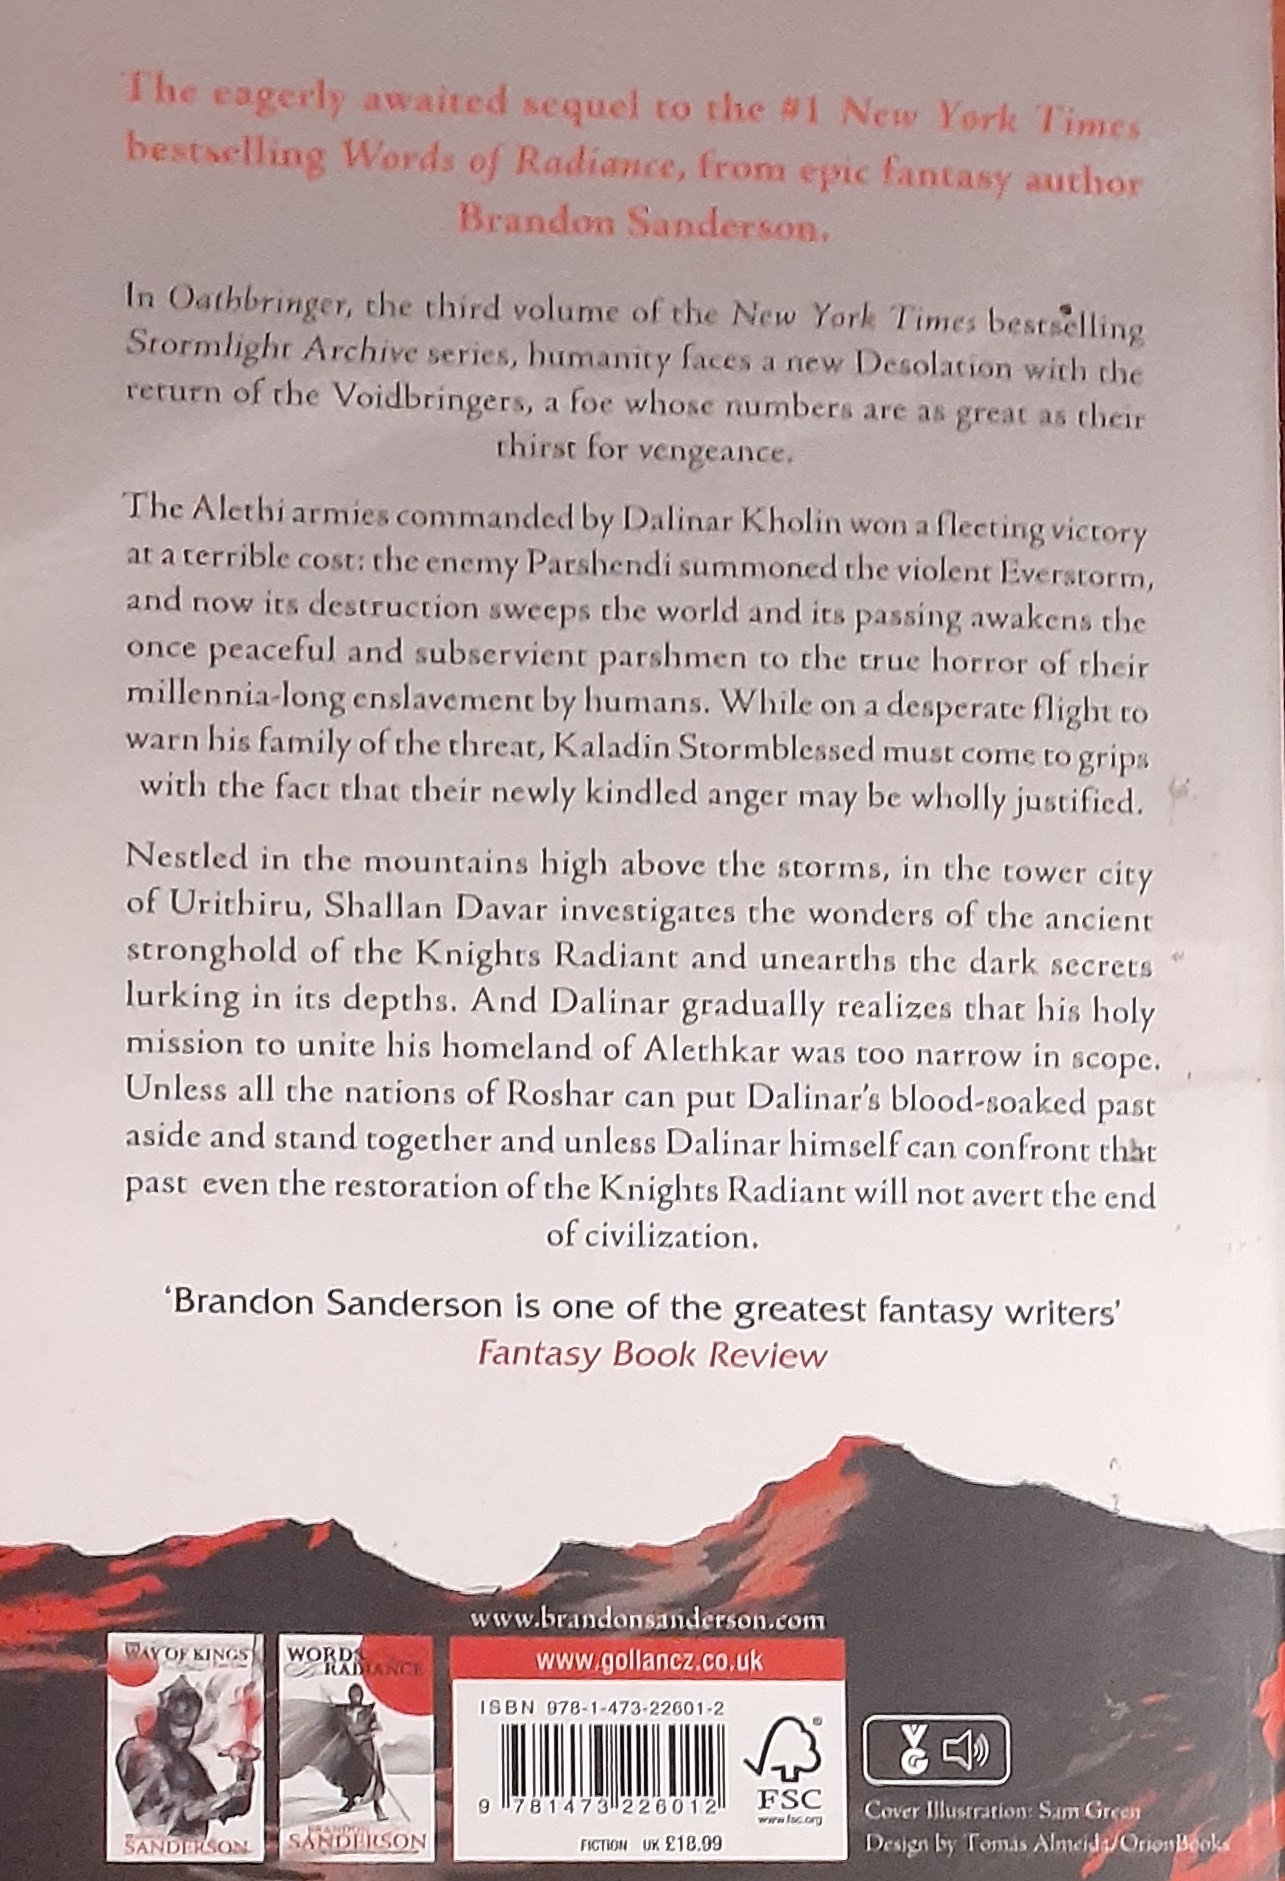 The eagerly awaited sequel to the #1 New York Times
bestselling Words of Radiance, from epic fantasy author
Brandon Sanderson.
In Oathbringer, the third volume of the New York Times bestselling
Stormlight Archive series, humanity faces a new Desolation with the
return of the Voidbringers, a foe whose numbers are as great as their
thirst for vengeance.
The Alethi armies commanded by Dalinar Kholin won a fleeting victory
at a terrible cost: the enemy Parshendi summoned the violent Everstorm,
and now its destruction sweeps the world and its passing awakens the
once peaceful and subservient parshmen to the true horror of their
millennia-long enslavement by humans. While on a desperate flight to
warn his family of the threat, Kaladin Stormblessed must come to grips
with the fact that their newly kindled anger may be wholly justified.
Nestled in the mountains high above the storms, in the tower city
of Urithiru, Shallan Davar investigates the wonders of the ancient
stronghold of the Knights Radiant and unearths the dark secrets
lurking in its depths. And Dalinar gradually realizes that his holy
mission to unite his homeland of Alethkar was too narrow in scope.
Unless all the nations of Roshar can put Dalinar's blood-soaked past
aside and stand together and unless Dalinar himself can confront that
past even the restoration of the Knights Radiant will not avert the end
of civilization.
‘Brandon Sanderson is one of the greatest fantasy writers’
Fantasy Book Review
www.brandonsanderson.com
WAY OF KINGS
SANDERSON
WORDS
RADIANCE
BRANDON
SANDERSON
www.gollancz.co.uk
ISBN 978-1-473-22601-2
9 781473 226012
FICTION UK £18.99
FSC
www.fsc.org
VG
Cover Illustration: Sam Green
Design by Tomás Almeida/OrionBooks